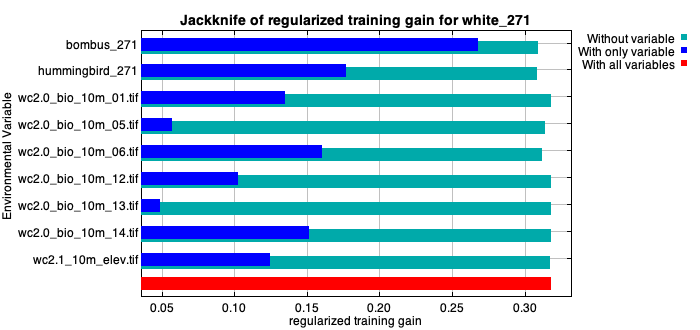 Jackknife of regularized training gain for white_271
Without variable
With only variable
With all variables
Environmental Variable
bombus_271
hummingbird_271
wc2.0_bio_10m_01.tif
wc2.0_bio_10m_05.tif
wc2.0_bio_10m_06.tif
wc2.0_bio_10m_12.tif
wc2.0_bio_10m_13.tif
wc2.0_bio_10m_14.tif
wc2.1_10m_elev.tif
0.05 0.10 0.15 0.20 0.25 0.30
regularized training gain